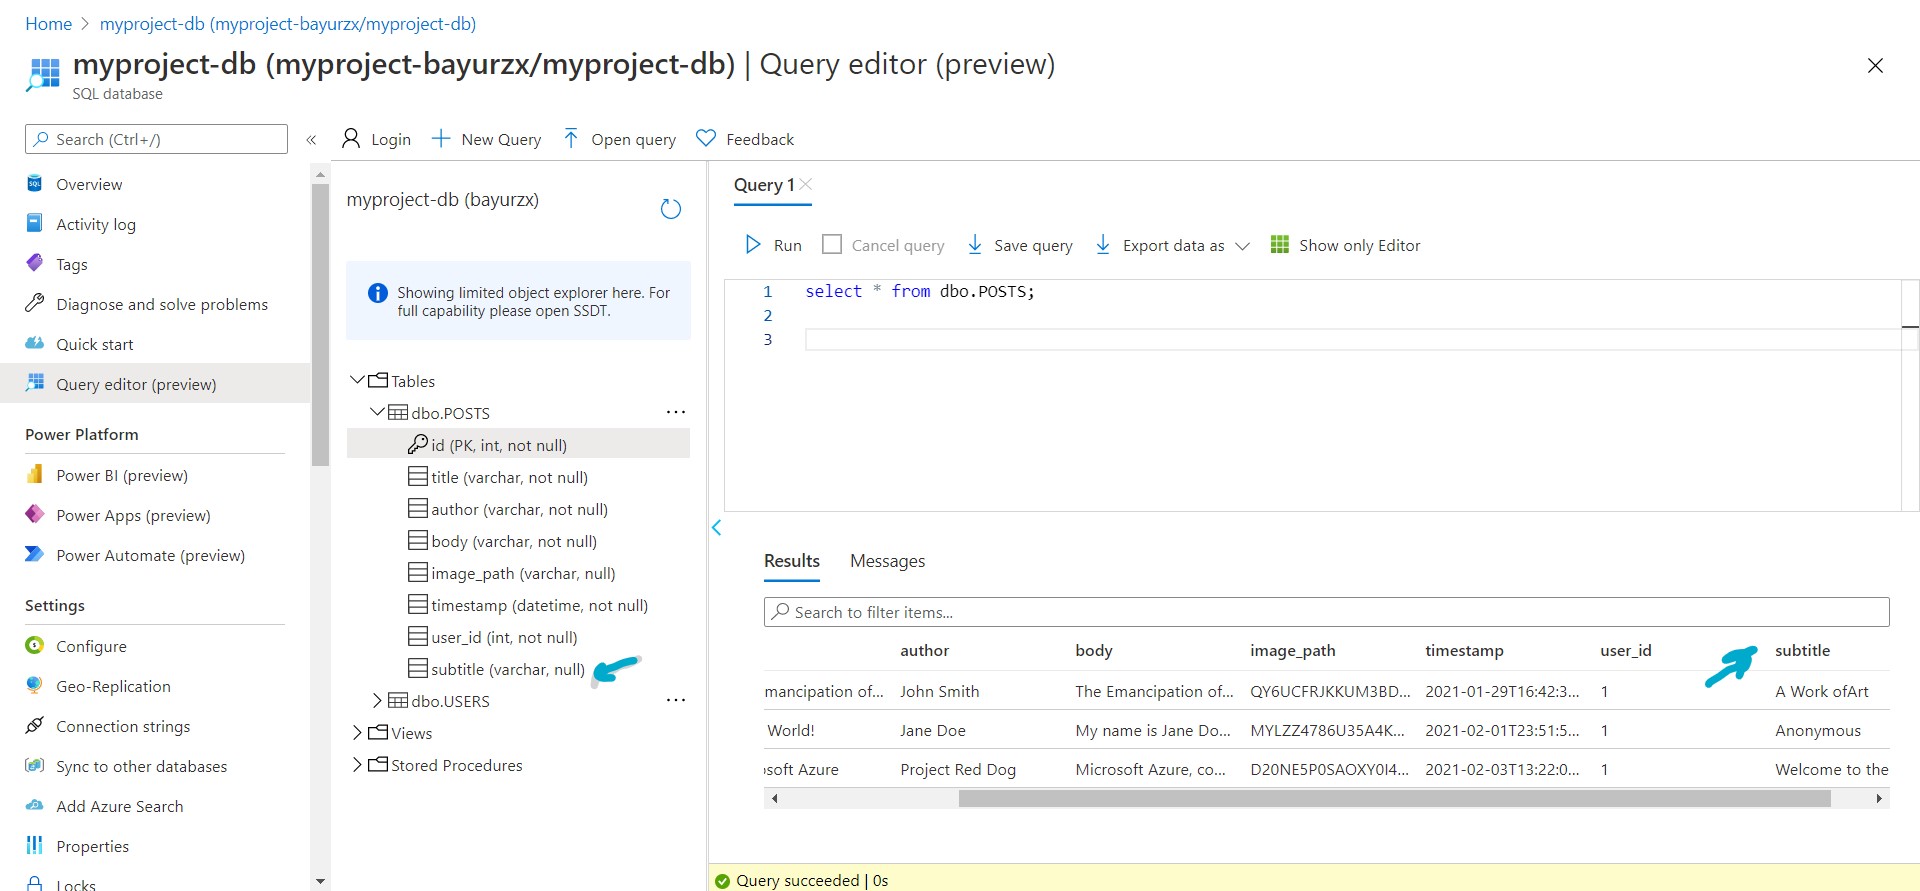 Home > myproject-db (myproject-bayurzx/myproject-db)
myproject-db (myproject-bayurzx/myproject-db) | Query editor (preview)
SQL database
Search (Ctrl+/)
«
Overview
Activity log
Tags
Diagnose and solve problems
Quick start
Query editor (preview)
Power Platform
Power BI (preview)
Power Apps (preview)
Power Automate (preview)
Settings
Configure
Geo-Replication
Connection strings
Sync to other databases
Add Azure Search
Properties
Locks
Login
New Query
Open query
Feedback
myproject-db (bayurzx)
Showing limited object explorer here. For
full capability please open SSDT.
Tables
dbo.POSTS ...
id (PK, int, not null)
title (varchar, not null)
author (varchar, not null)
body (varchar, not null)
image_path (varchar, null)
timestamp (datetime, not null)
user_id (int, not null)
subtitle (varchar, null)
dbo.USERS ...
Views
Stored Procedures
Query 1
Run
Cancel query
Save query
Export data as
Show only Editor
1 select * from dbo.POSTS;
2
3
Results Messages
Search to filter items...
author body image_path timestamp user_id subtitle
mancipation of... John Smith The Emancipation of... QY6UCFRJKKUM3BD... 2021-01-29T16:42:3... 1 A Work ofArt
World! Jane Doe My name is Jane Do... MYLZZ4786U35A4K... 2021-02-01T23:51:5... 1 Anonymous
osoft Azure Project Red Dog Microsoft Azure, co... D20NE5P0SAOXY0I4... 2021-02-03T13:22:0... 1 Welcome to the
Query succeeded | 0s